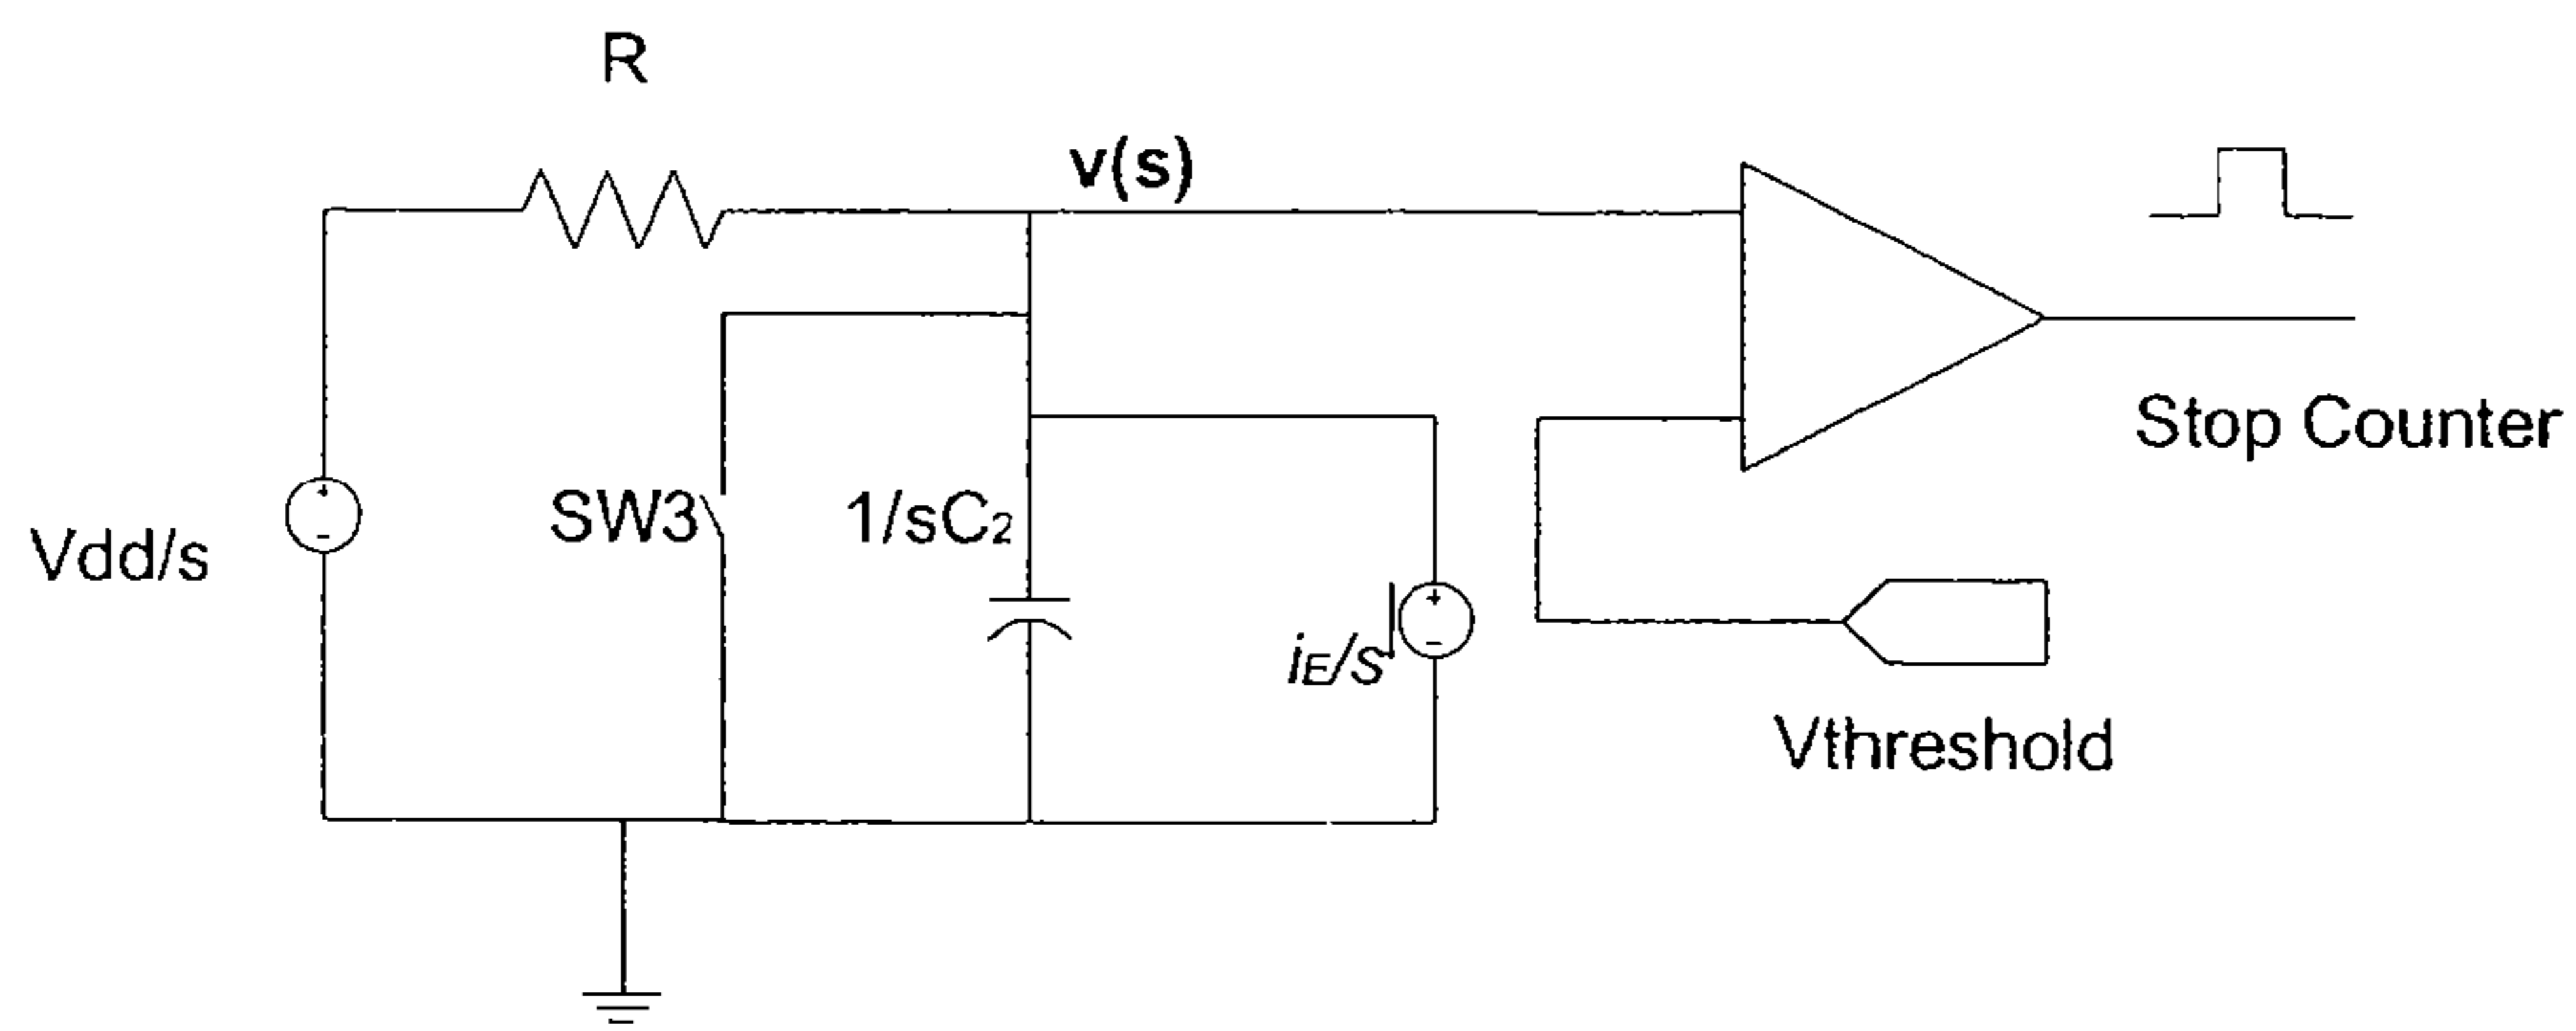 R
v(s)
Stop Counter
SW3
1/sC₂
Vdd/s
+
-
iE/s
+
-
Vthreshold